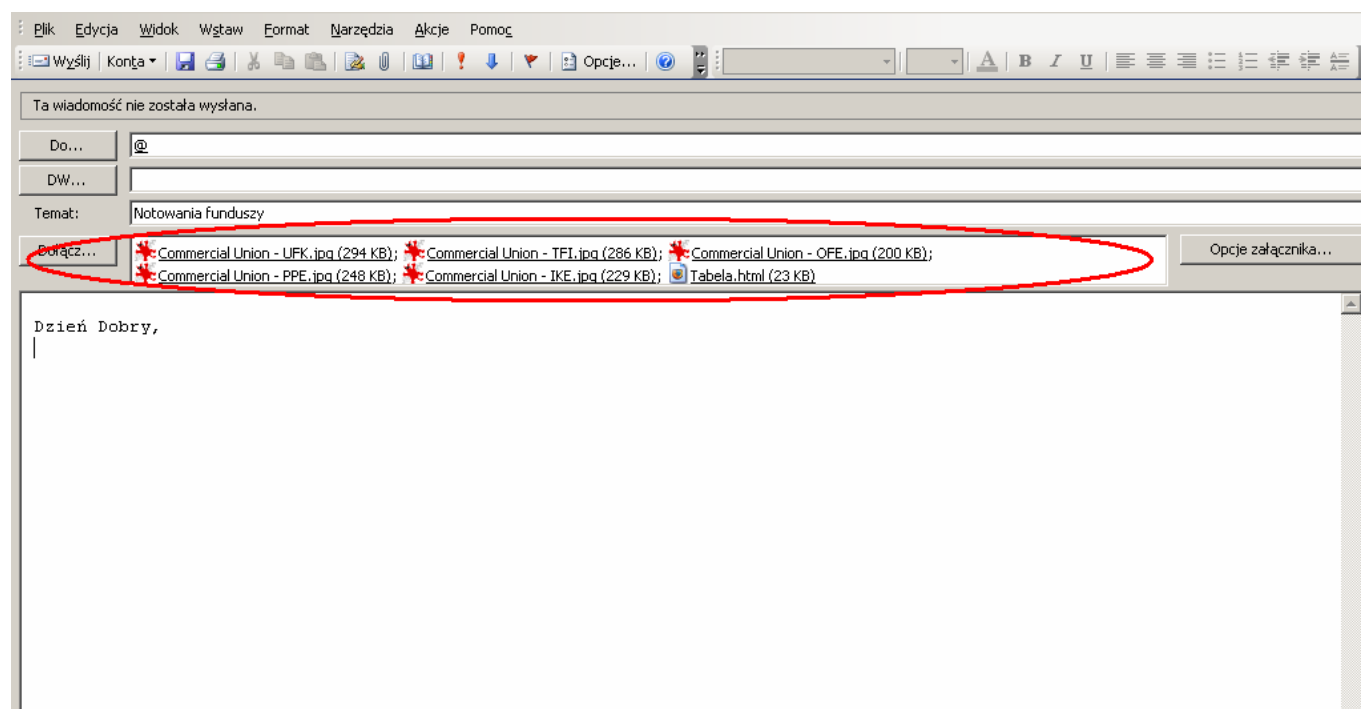 Plik Edycja Widok Wstaw Format Narzędzia Akcje Pomoc
Wyślij Konta Opcje...
Ta wiadomość nie została wysłana.
Do... @
DW...
Temat: Notowania funduszy
Dołącz... Commercial Union - UFK.jpg (294 KB); Commercial Union - TFI.jpg (286 KB); Commercial Union - OFE.jpg (200 KB); Opcje załącznika...
Commercial Union - PPE.jpg (248 KB); Commercial Union - IKE.jpg (229 KB); Tabela.html (23 KB)
Dzień Dobry,